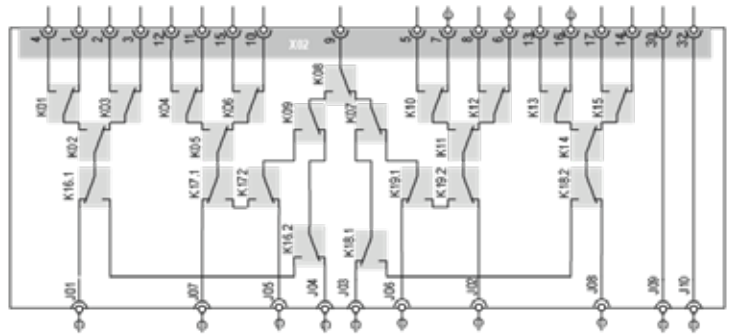 4 1 2 3 12 11 15 10 9 5 7 8 6 13 16 17 14 30 32
X02
K08
K01 K03 K04 K06 K09 K07 K10 K12 K13 K15
K02 K05 K11 K14
K16.1 K17.1 K172 K19.1 K19.2 K18.2
K16.2 K18.1
J01 J07 J05 J04 J03 J06 J02 J08 J09 J10